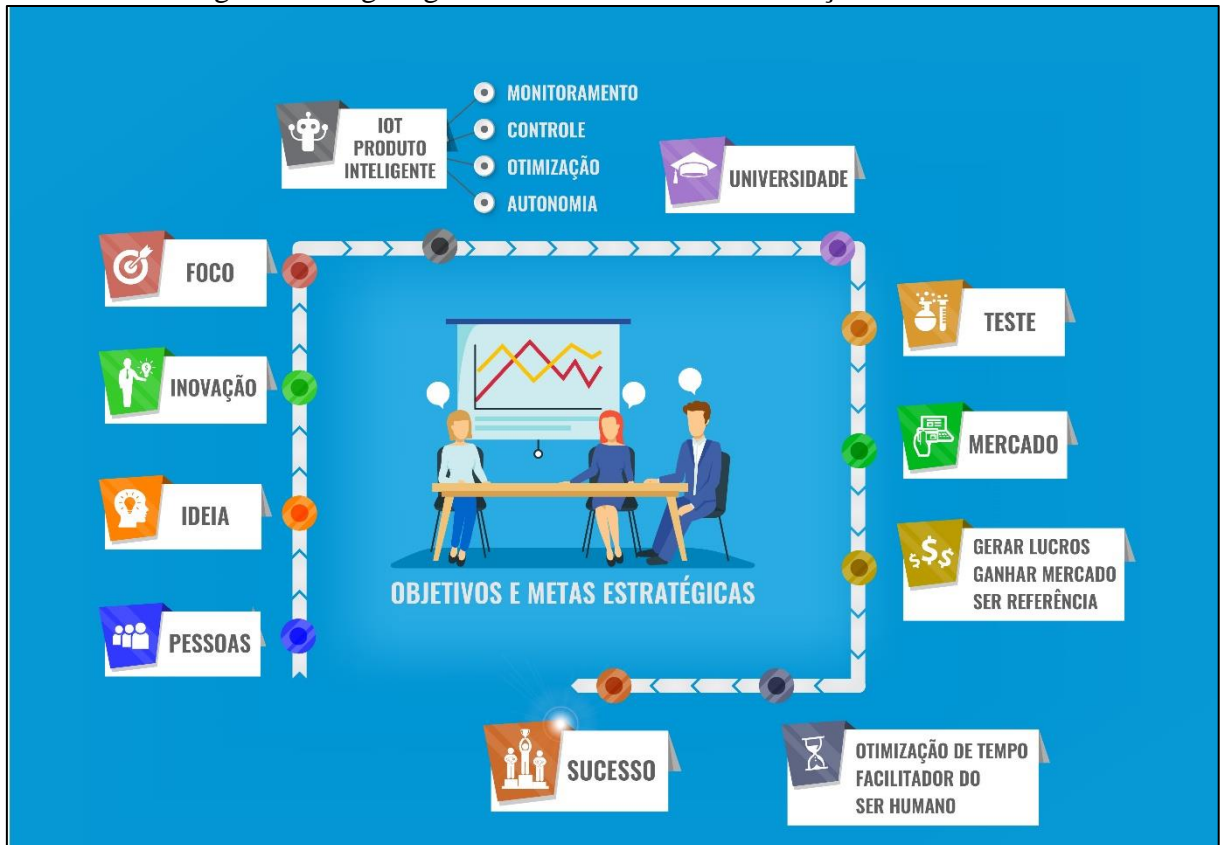 IOT
PRODUTO
INTELIGENTE
MONITORAMENTO
CONTROLE
OTIMIZAÇÃO
AUTONOMIA
UNIVERSIDADE
FOCO
INOVAÇÃO
IDEIA
PESSOAS
OBJETIVOS E METAS ESTRATÉGICAS
TESTE
MERCADO
$$$
GERAR LUCROS
GANHAR MERCADO
SER REFERÊNCIA
OTIMIZAÇÃO DE TEMPO
FACILITADOR DO
SER HUMANO
SUCESSO